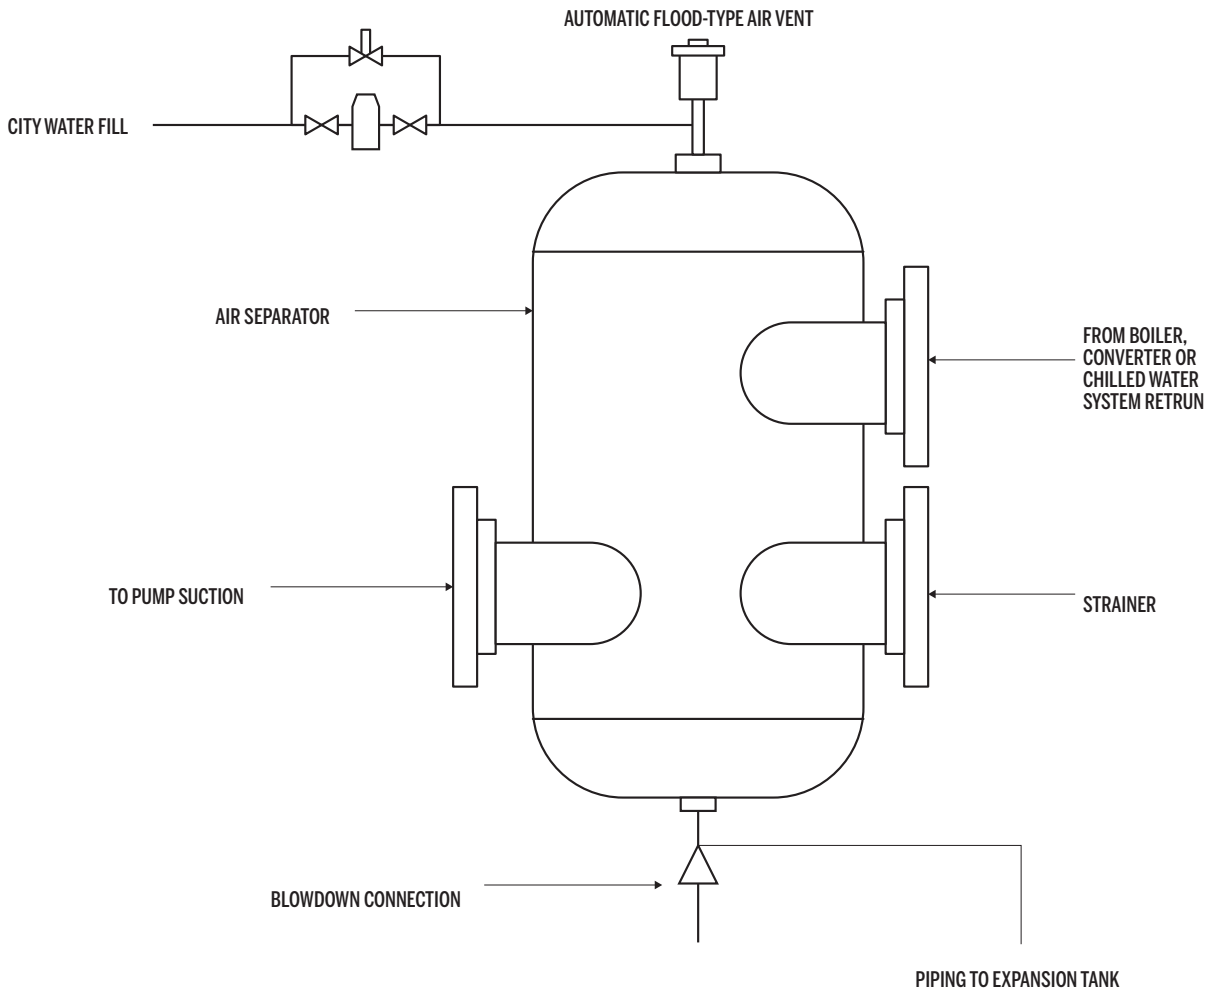 AUTOMATIC FLOOD-TYPE AIR VENT
CITY WATER FILL
AIR SEPARATOR
FROM BOILER,
CONVERTER OR
CHILLED WATER
SYSTEM RETRUN
TO PUMP SUCTION
STRAINER
BLOWDOWN CONNECTION
PIPING TO EXPANSION TANK